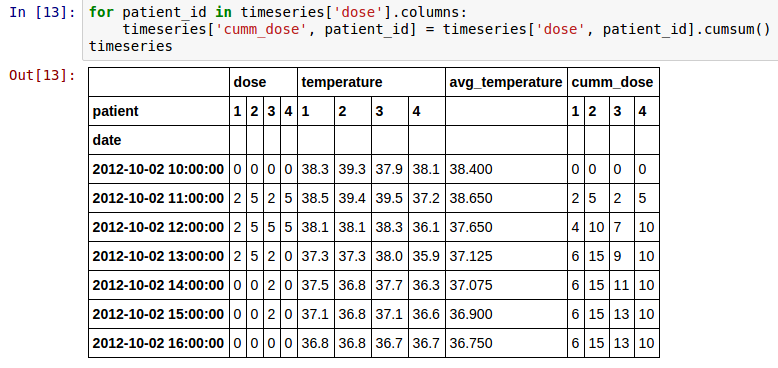 In [13]: for patient_id in timeseries['dose'].columns:
timeseries['cumm_dose', patient_id] = timeseries['dose', patient_id].cumsum()
timeseries
Out[13]:
dose temperature avg_temperature cumm_dose
patient 1 2 3 4 1 2 3 4 1 2 3 4
date
2012-10-02 10:00:00 0 0 0 0 38.3 39.3 37.9 38.1 38.400 0 0 0 0
2012-10-02 11:00:00 2 5 2 5 38.5 39.4 39.5 37.2 38.650 2 5 2 5
2012-10-02 12:00:00 2 5 5 5 38.1 38.1 38.3 36.1 37.650 4 10 7 10
2012-10-02 13:00:00 2 5 2 0 37.3 37.3 38.0 35.9 37.125 6 15 9 10
2012-10-02 14:00:00 0 0 2 0 37.5 36.8 37.7 36.3 37.075 6 15 11 10
2012-10-02 15:00:00 0 0 2 0 37.1 36.8 37.1 36.6 36.900 6 15 13 10
2012-10-02 16:00:00 0 0 0 0 36.8 36.8 36.7 36.7 36.750 6 15 13 10